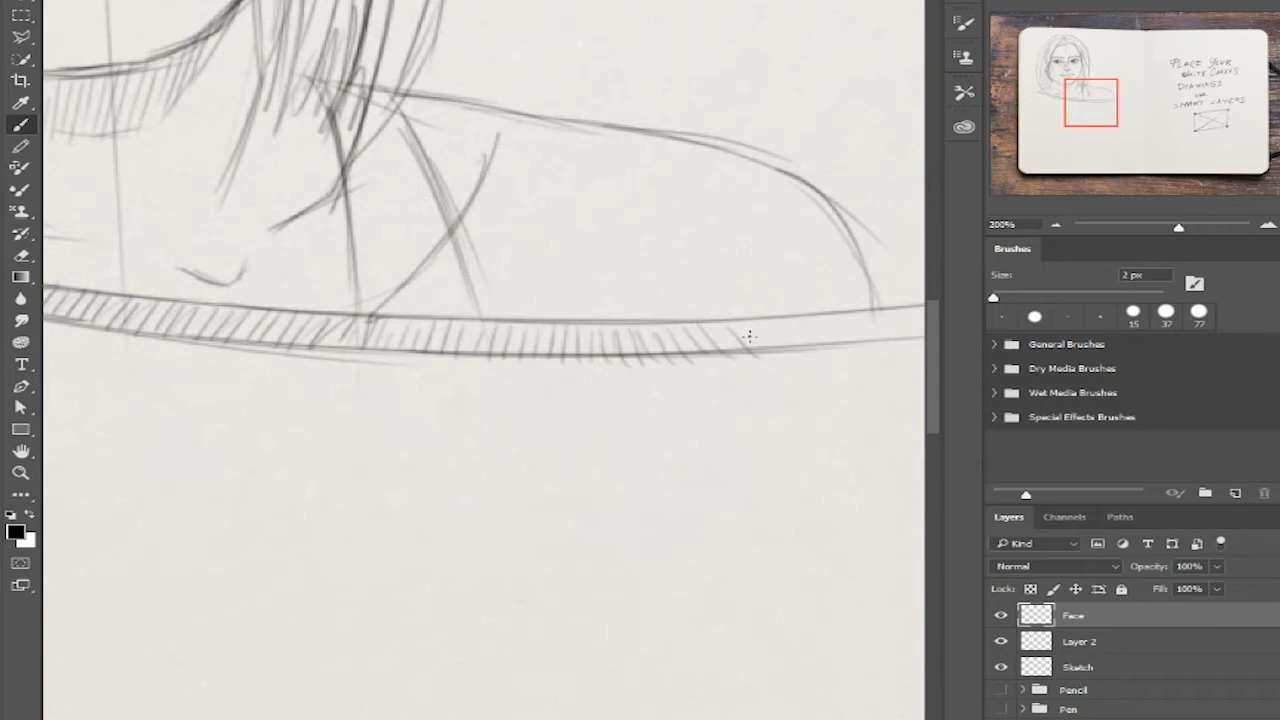 PLACE YOUR
WHITE CANVAS
DRAWINGS
OR
SMART LAYERS
200%
Brushes
Size:
2 px
15
37
77
General Brushes
Dry Media Brushes
Wet Media Brushes
Special Effects Brushes
Layers
Channels
Paths
Kind
Normal
Opacity: 100%
Lock:
Fill: 100%
Face
Layer 2
Sketch
Pencil
Pen